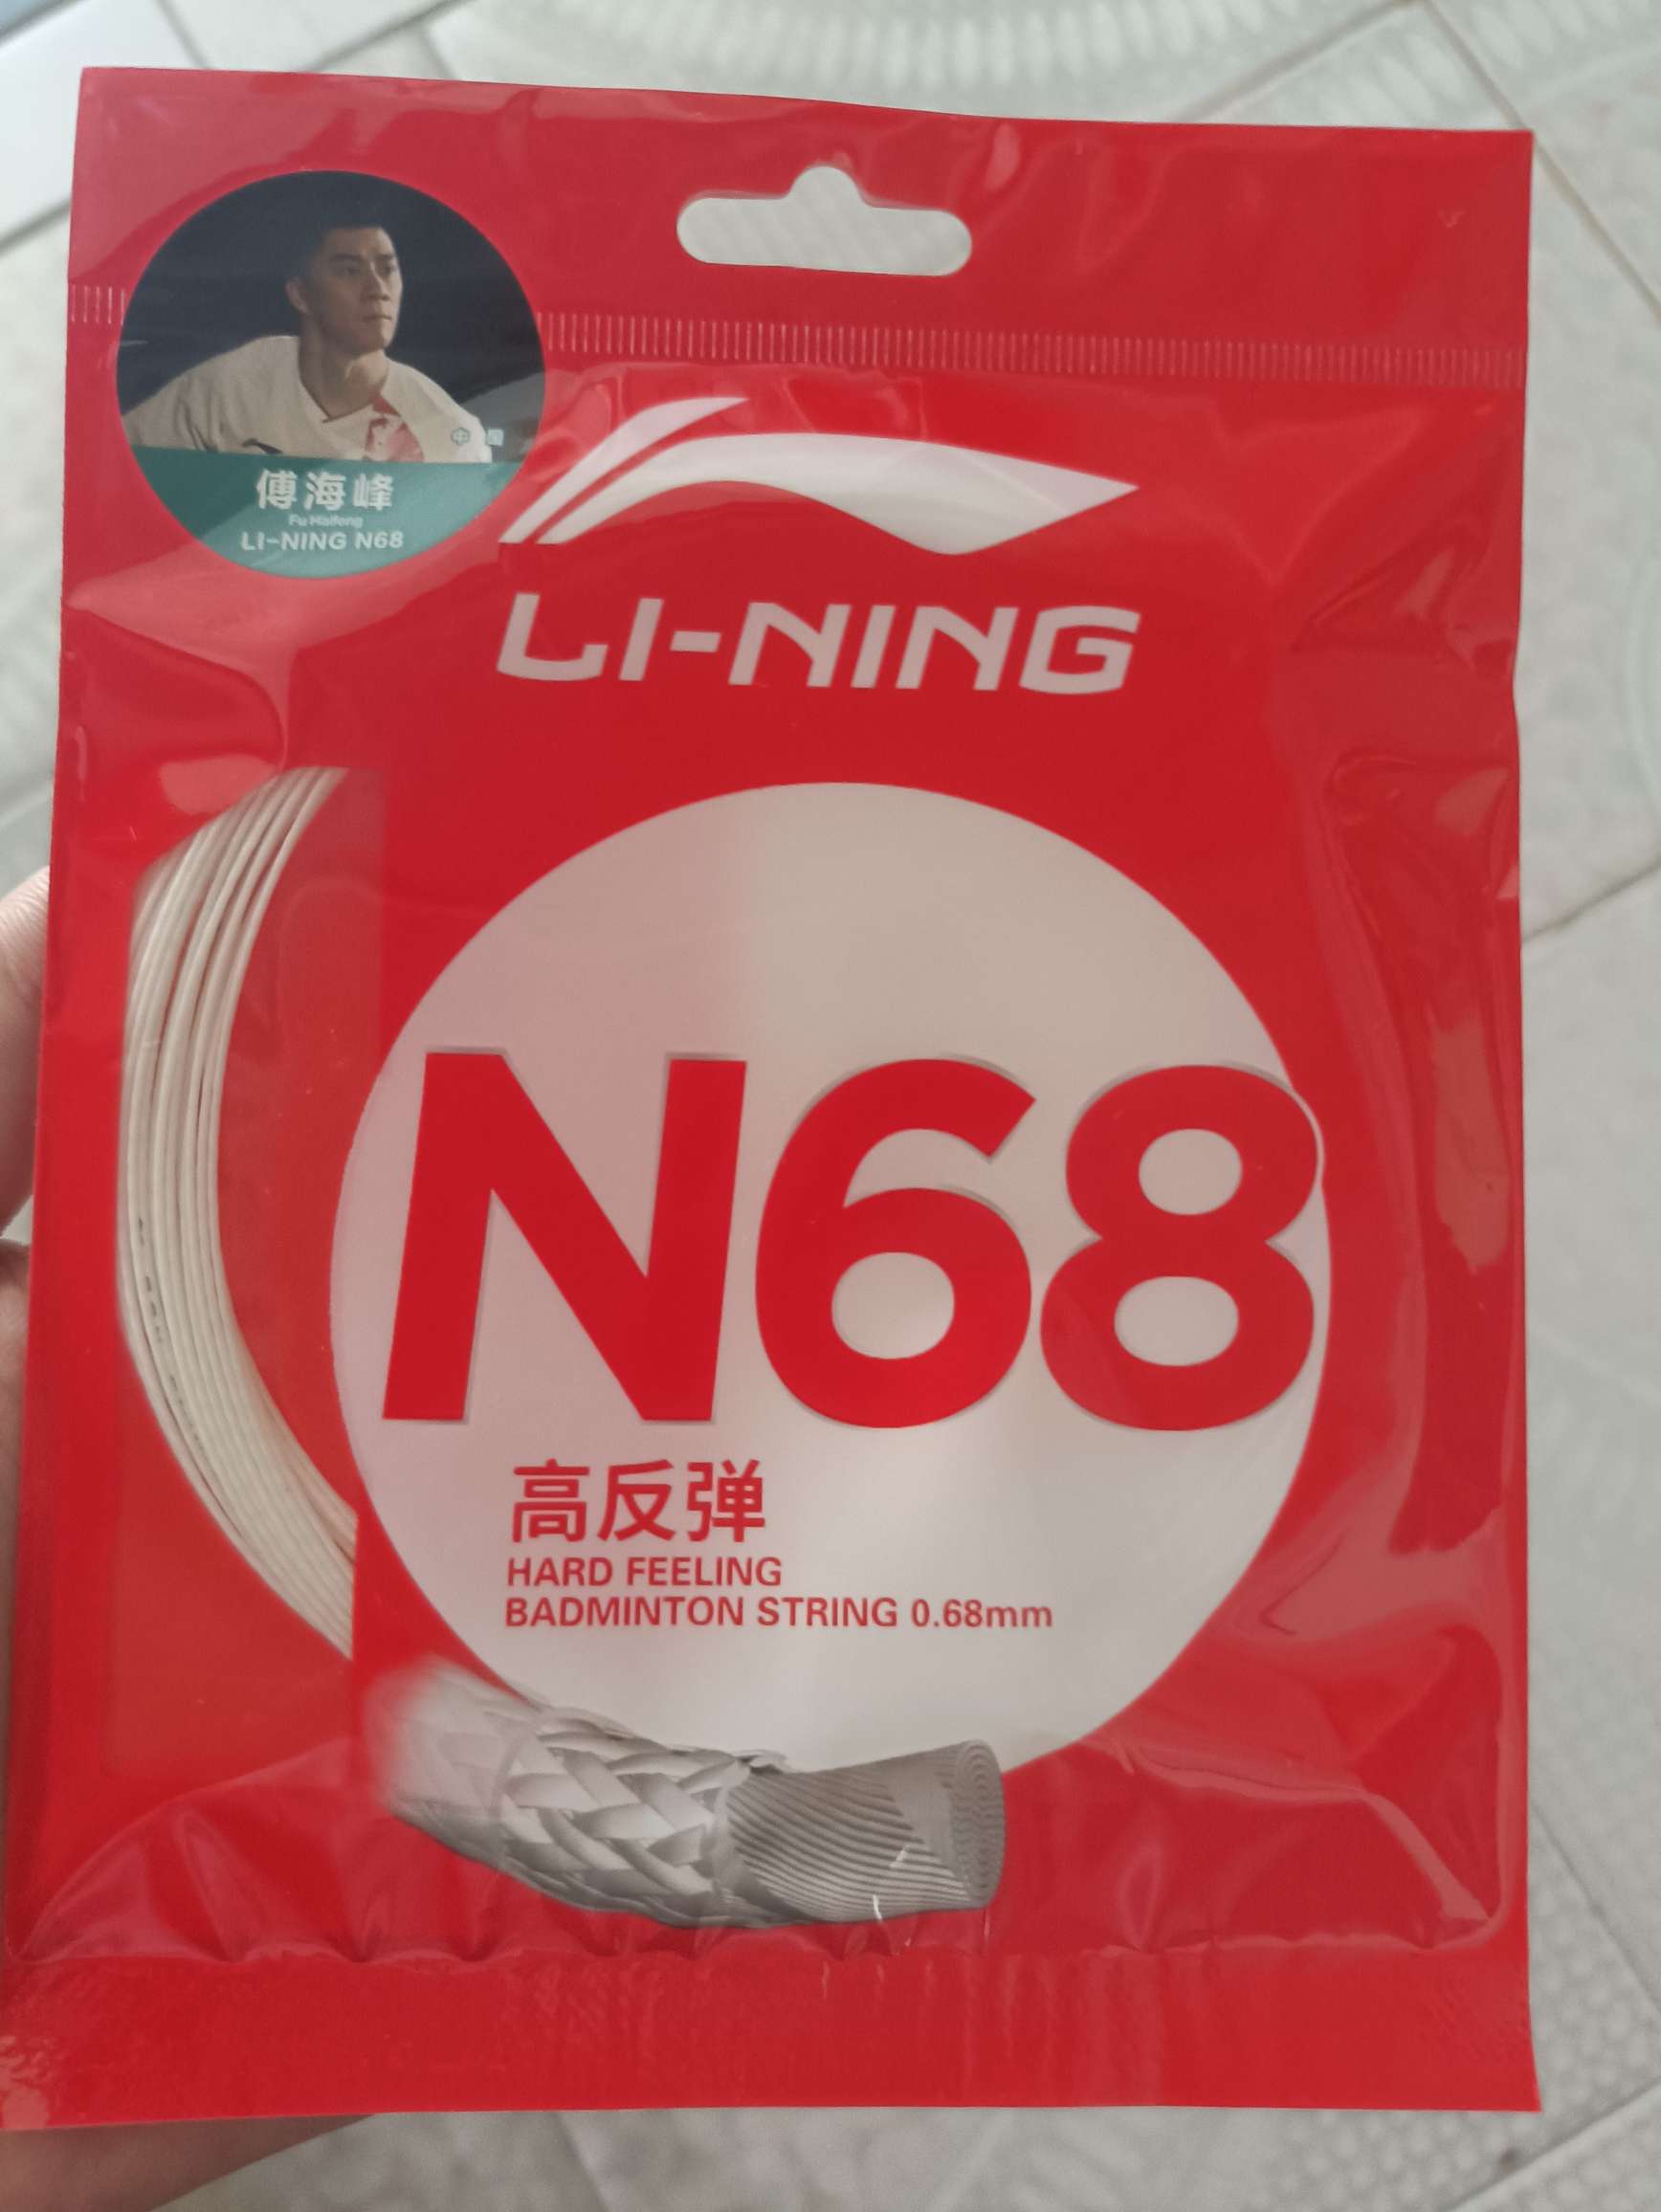 傅海峰
Fu Haifeng
LI-NING N68
LI-NING
N68
高反弹
HARD FEELING
BADMINTON STRING 0.68mm